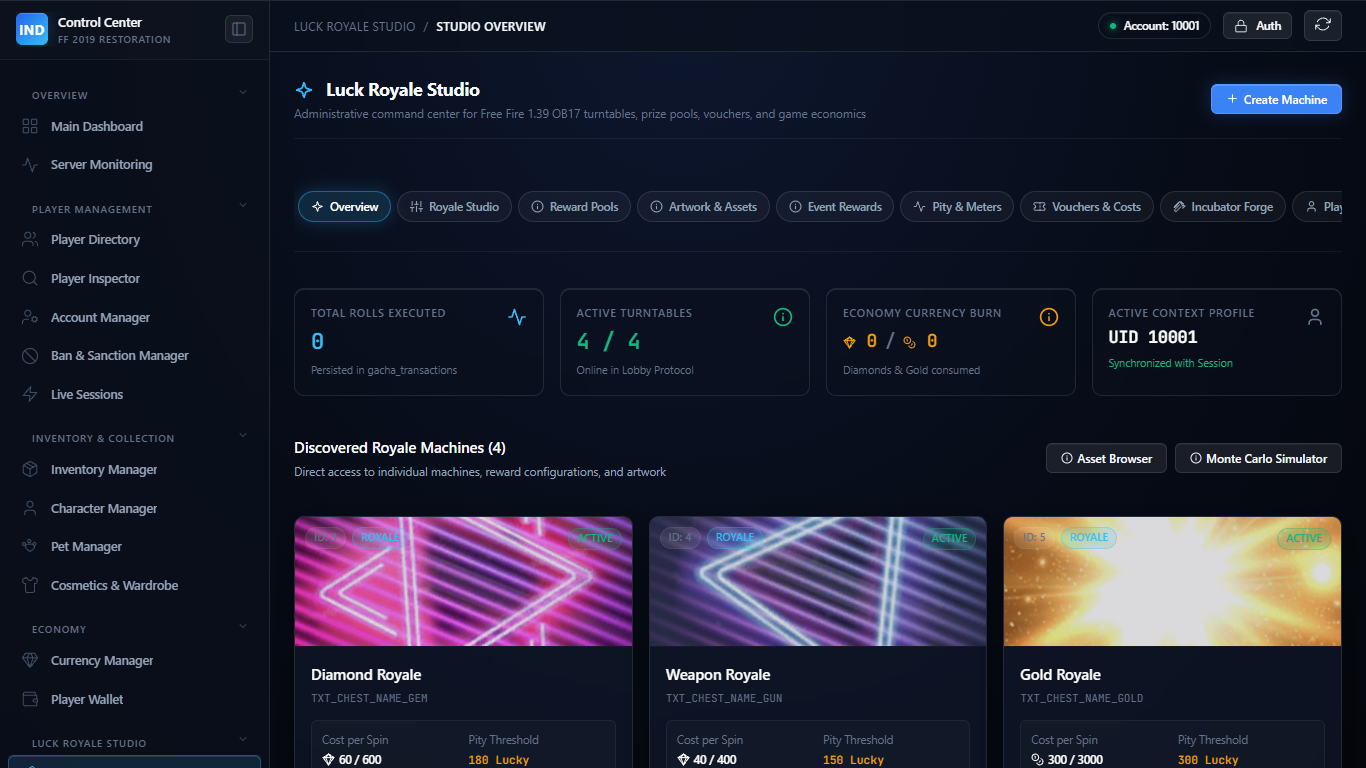 IND
Control Center
FF 2019 RESTORATION
LUCK ROYALE STUDIO / STUDIO OVERVIEW
Account: 10001
Auth
OVERVIEW
Main Dashboard
Server Monitoring
PLAYER MANAGEMENT
Player Directory
Player Inspector
Account Manager
Ban & Sanction Manager
Live Sessions
INVENTORY & COLLECTION
Inventory Manager
Character Manager
Pet Manager
Cosmetics & Wardrobe
ECONOMY
Currency Manager
Player Wallet
LUCK ROYALE STUDIO
Luck Royale Studio
Administrative command center for Free Fire 1.39 OB17 turntables, prize pools, vouchers, and game economics
+ Create Machine
Overview
Royale Studio
Reward Pools
Artwork & Assets
Event Rewards
Pity & Meters
Vouchers & Costs
Incubator Forge
Play
TOTAL ROLLS EXECUTED
0
Persisted in gacha_transactions
ACTIVE TURNTABLES
4 / 4
Online in Lobby Protocol
ECONOMY CURRENCY BURN
0 / 0
Diamonds & Gold consumed
ACTIVE CONTEXT PROFILE
UID 10001
Synchronized with Session
Discovered Royale Machines (4)
Direct access to individual machines, reward configurations, and artwork
Asset Browser
Monte Carlo Simulator
ROYALE
ACTIVE
Diamond Royale
TXT_CHEST_NAME_GEM
Cost per Spin
60 / 600
Pity Threshold
180 Lucky
ID: 4
ROYALE
ACTIVE
Weapon Royale
TXT_CHEST_NAME_GUN
Cost per Spin
40 / 400
Pity Threshold
150 Lucky
ID: 5
ROYALE
ACTIVE
Gold Royale
TXT_CHEST_NAME_GOLD
Cost per Spin
300 / 3000
Pity Threshold
300 Lucky